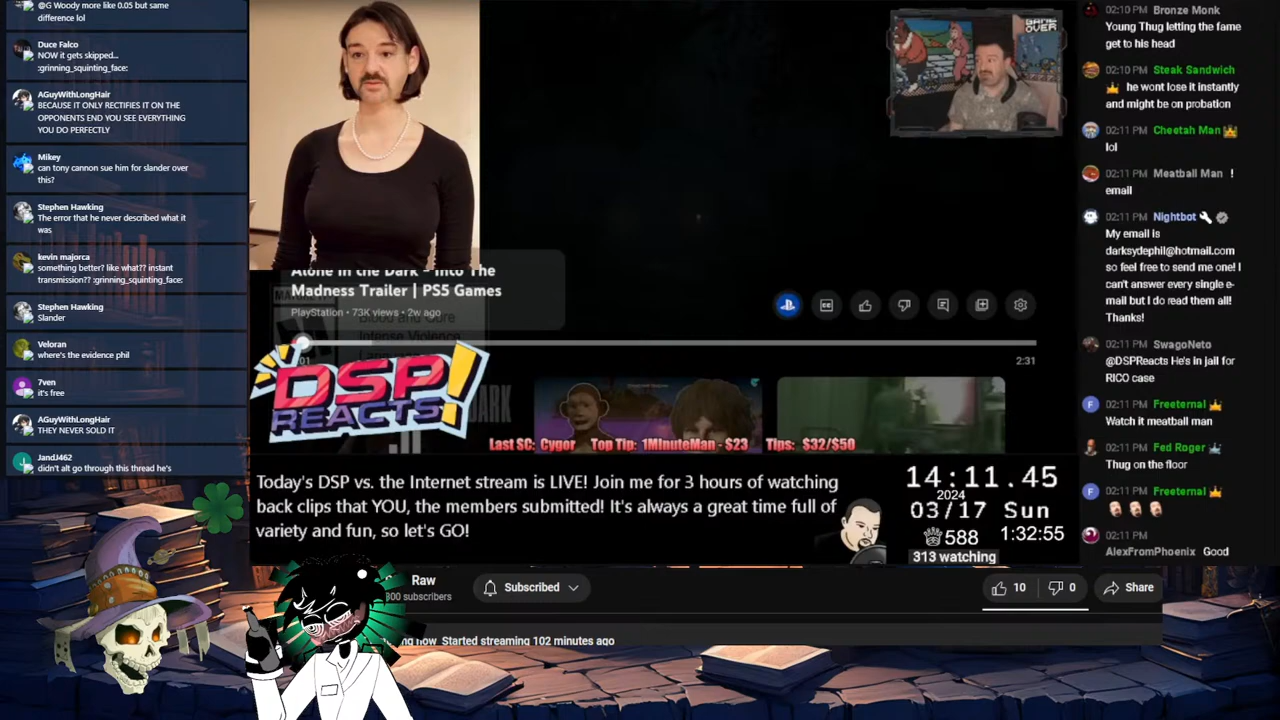 @G Woody more like 0.05 but same
difference lol
Duce Falco
NOW it gets skipped...
:grinning_squinting_face:
AGuyWithLongHair
BECAUSE IT ONLY RECTIFIES IT ON THE
OPPONENTS END YOU SEE EVERYTHING
YOU DO PERFECTLY
Mikey
can tony cannon sue him for slander over
this?
Stephen Hawking
The error that he never described what it
was
kevin majorca
something better? like what?? instant
transmission?? :grinning_squinting_face:
Stephen Hawking
Slander
Veloran
where's the evidence phil
7ven
it's free
AGuyWithLongHair
THEY NEVER SOLD IT
JandJ462
didn't alt go through this thread he's
GAME
OVER
Alone in the Dark - Into The
Madness Trailer | PS5 Games
PlayStation • 73K views • 2w ago
Blood and Gore
Intense Violence
01
2:31
DSP
REACTS!
DARK
Last SC: Cygor Top Tip: 1MinuteMan - $23 Tips: $32/$50
Today's DSP vs. the Internet stream is LIVE! Join me for 3 hours of watching
back clips that YOU, the members submitted! It's always a great time full of
variety and fun, so let's GO!
14:11.45
2024
03/17 Sun
588
1:32:55
313 watching
Raw
300 subscribers
Subscribed
10
0
Share
now Started streaming 102 minutes ago
02:10 PM Bronze Monk
Young Thug letting the fame
get to his head
02:10 PM Steak Sandwich
he wont lose it instantly
and might be on probation
02:11 PM Cheetah Man
lol
02:11 PM Meatball Man !
email
02:11 PM Nightbot
My email is
darksydephil@hotmail.com
so feel free to send me one! I
can't answer every single e-
mail but I do read them all!
Thanks!
02:11 PM SwagoNeto
@DSPReacts He's in jail for
RICO case
02:11 PM Freeternal
Watch it meatball man
02:11 PM Fed Roger
Thug on the floor
02:11 PM Freeternal
02:11 PM
AlexFromPhoenix Good